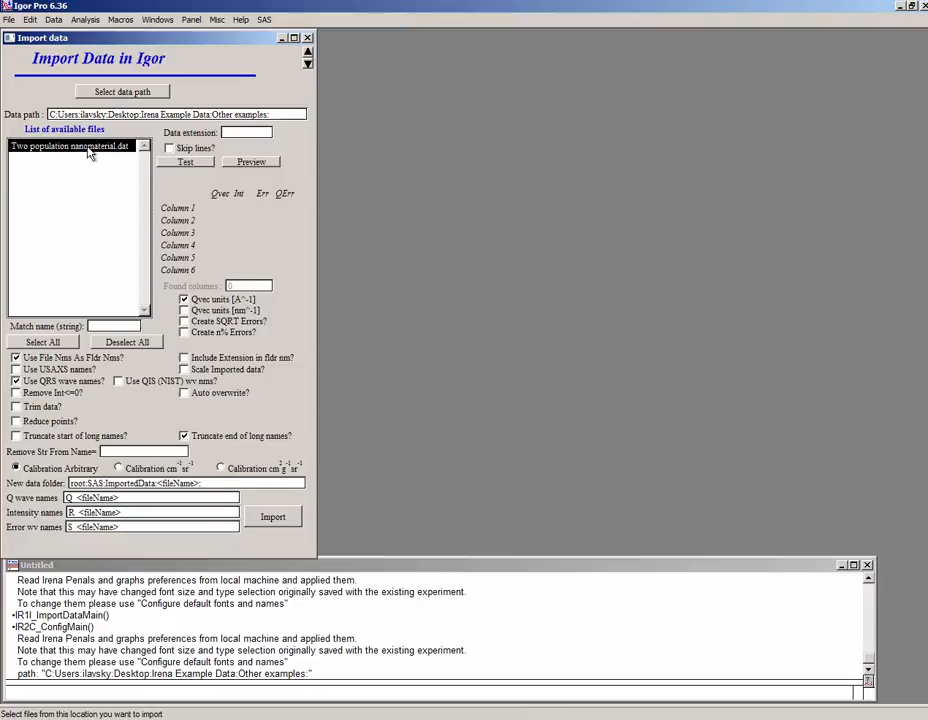 Igor Pro 6.36
File Edit Data Analysis Macros Windows Panel Misc Help SAS
Import data
Import Data in Igor
Select data path
Data path : C:Users:ilavsky:Desktop:Irena Example Data:Other examples:
List of available files
Data extension:
Two population nanomaterial.dat
Skip lines?
Test Preview
Qvec Int Err QErr
Column 1
Column 2
Column 3
Column 4
Column 5
Column 6
Found columns : 0
Qvec units [A^-1]
Qvec units [nm^-1]
Create SQRT Errors?
Match name (string):
Create n% Errors?
Select All Deselect All
Use File Nms As Fldr Nms? Include Extension in fldr nm?
Use USAXS names? Scale Imported data?
Use QRS wave names? Use QIS (NIST) wv nms?
Remove Int<=0? Auto overwrite?
Trim data?
Reduce points?
Truncate start of long names? Truncate end of long names?
Remove Str From Name=
Calibration Arbitrary Calibration cm-1sr-1 Calibration cm2g-1sr-1
New data folder: root:SAS:ImportedData:<fileName>:
Q wave names Q_<fileName>
Intensity names R_<fileName>
Import
Error wv names S_<fileName>
Untitled
Read Irena Penals and graphs preferences from local machine and applied them.
Note that this may have changed font size and type selection originally saved with the existing experiment.
To change them please use "Configure default fonts and names"
•IR1I_ImportDataMain()
•IR2C_ConfigMain()
Read Irena Penals and graphs preferences from local machine and applied them.
Note that this may have changed font size and type selection originally saved with the existing experiment.
To change them please use "Configure default fonts and names"
path: "C:Users:ilavsky:Desktop:Irena Example Data:Other examples:"
Select files from this location you want to import